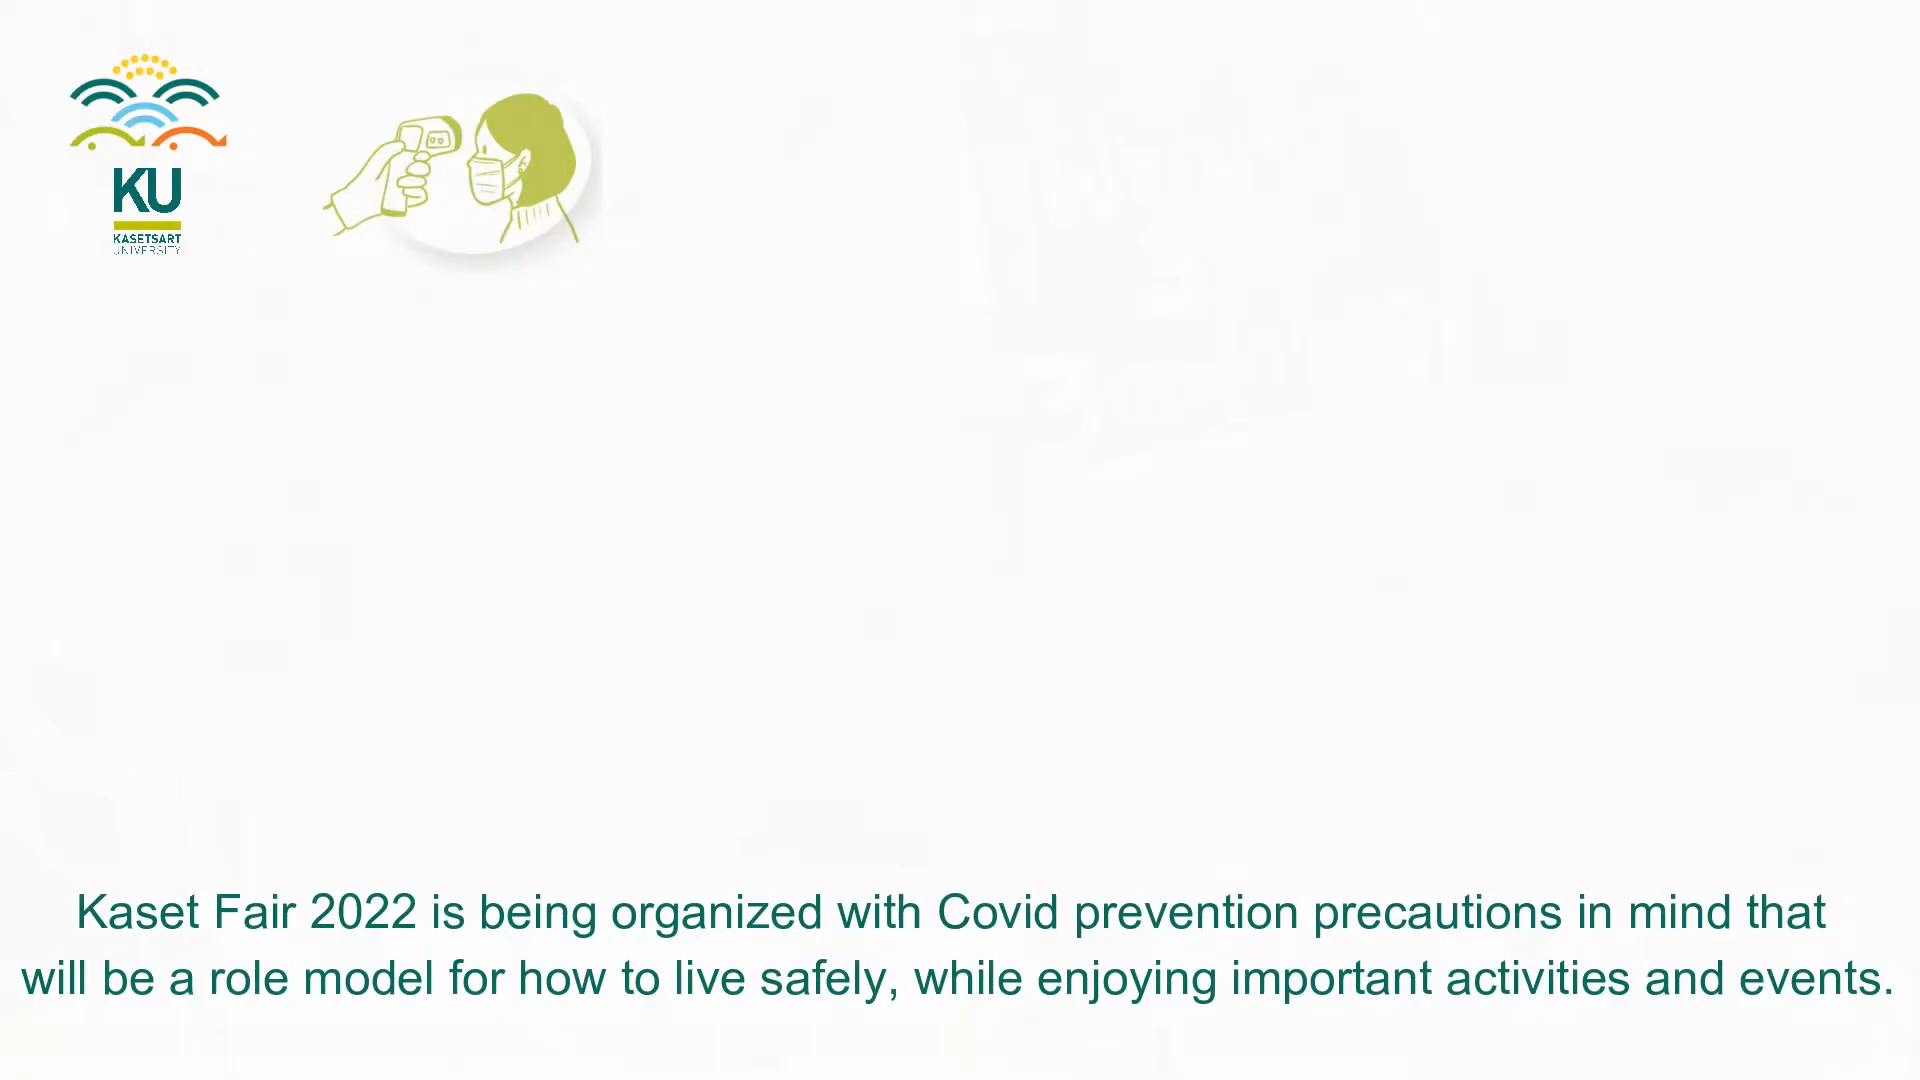 KU
KASETSART
UNIVERSITY
Kaset Fair 2022 is being organized with Covid prevention precautions in mind that
will be a role model for how to live safely, while enjoying important activities and events.